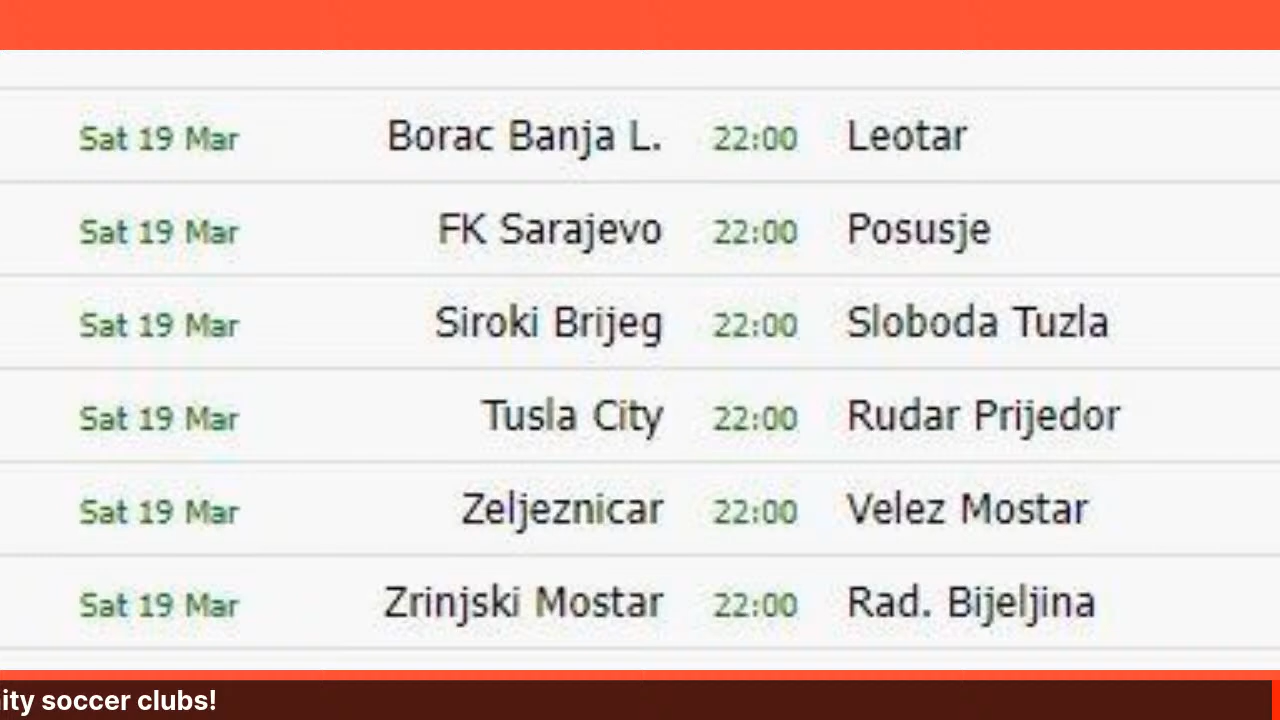 Sat 19 Mar Borac Banja L. 22:00 Leotar
Sat 19 Mar FK Sarajevo 22:00 Posusje
Sat 19 Mar Siroki Brijeg 22:00 Sloboda Tuzla
Sat 19 Mar Tusla City 22:00 Rudar Prijedor
Sat 19 Mar Zeljeznicar 22:00 Velez Mostar
Sat 19 Mar Zrinjski Mostar 22:00 Rad. Bijeljina
soccer clubs!